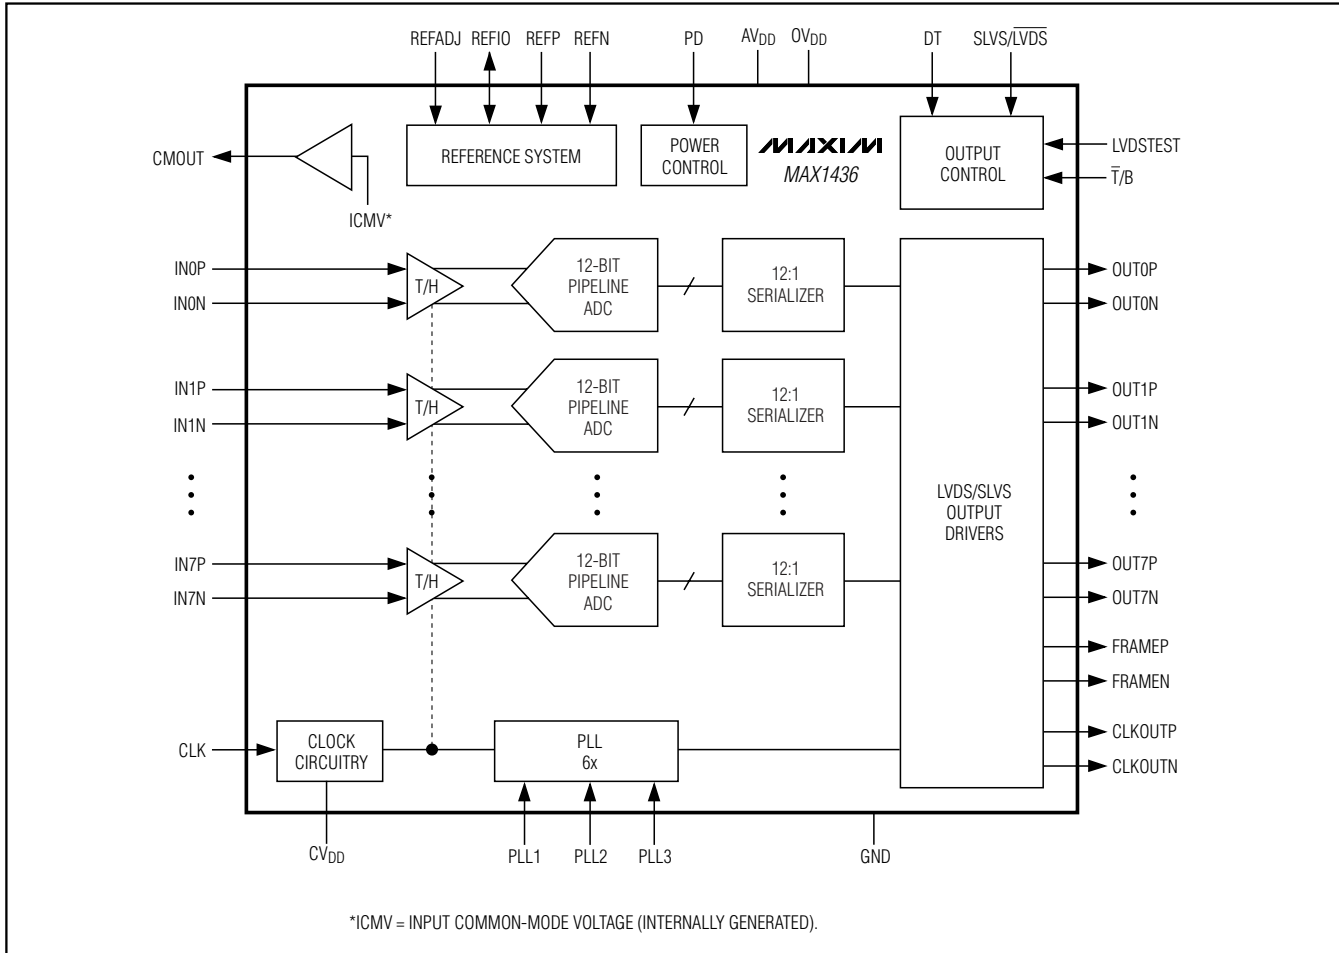 REFADJ REFIO REFP REFN PD AVDD OVDD DT SLVS/L̅V̅D̅S̅
CMOUT
ICMV*
REFERENCE SYSTEM
POWER
CONTROL
MAXIM
MAX1436
OUTPUT
CONTROL
LVDSTEST
T̅/B
IN0P
IN0N
T/H
12-BIT
PIPELINE
ADC
12:1
SERIALIZER
OUT0P
OUT0N
IN1P
IN1N
T/H
12-BIT
PIPELINE
ADC
12:1
SERIALIZER
OUT1P
OUT1N
LVDS/SLVS
OUTPUT
DRIVERS
IN7P
IN7N
T/H
12-BIT
PIPELINE
ADC
12:1
SERIALIZER
OUT7P
OUT7N
FRAMEP
FRAMEN
CLK
CLOCK
CIRCUITRY
PLL
6x
CLKOUTP
CLKOUTN
CVDD PLL1 PLL2 PLL3 GND
*ICMV = INPUT COMMON-MODE VOLTAGE (INTERNALLY GENERATED).